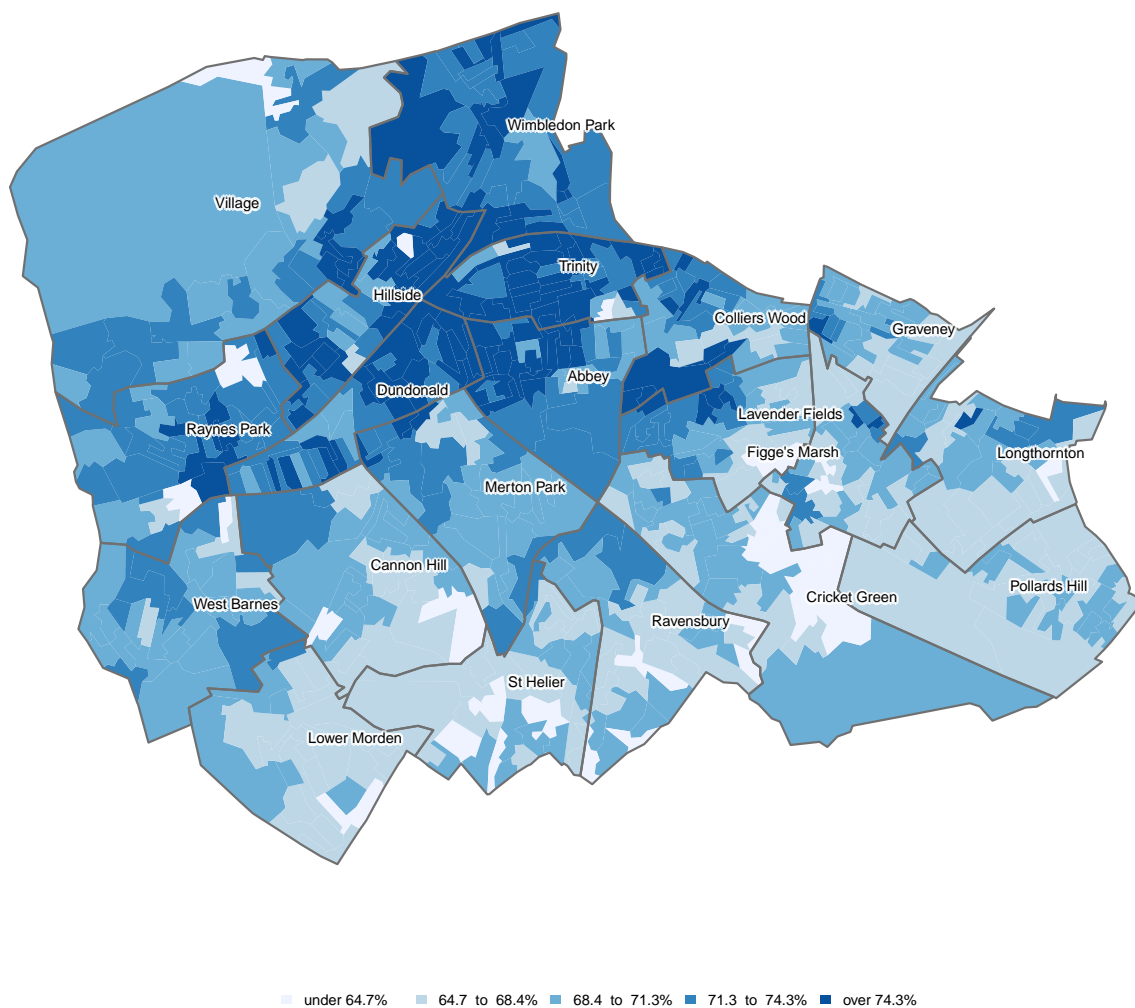 Wimbledon Park
Village
Trinity
Hillside
Colliers Wood
Graveney
Abbey
Dundonald
Lavender Fields
Raynes Park
Figge's Marsh
Longthornton
Merton Park
Cannon Hill
Pollards Hill
Cricket Green
West Barnes
Ravensbury
St Helier
Lower Morden
under 64.7% 64.7 to 68.4% 68.4 to 71.3% 71.3 to 74.3% over 74.3%